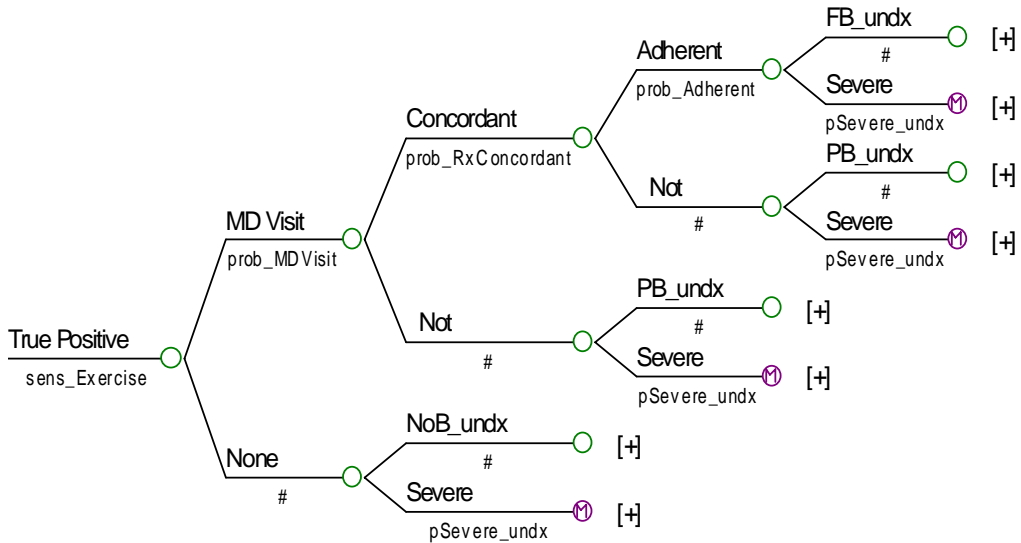 FB_undx
#
[+]
Adherent
prob_Adherent
Severe
pSevere_undx
M
[+]
Concordant
prob_RxConcordant
PB_undx
#
[+]
Not
#
Severe
pSevere_undx
M
[+]
MD Visit
prob_MDVisit
PB_undx
#
[+]
Not
#
Severe
pSevere_undx
M
[+]
True Positive
sens_Exercise
NoB_undx
#
[+]
None
#
Severe
pSevere_undx
M
[+]